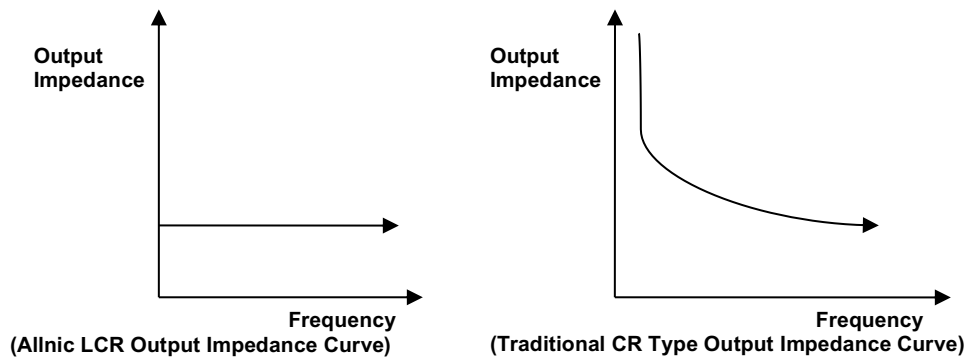 Output
Impedance
Frequency
(Allnic LCR Output Impedance Curve)
Output
Impedance
Frequency
(Traditional CR Type Output Impedance Curve)